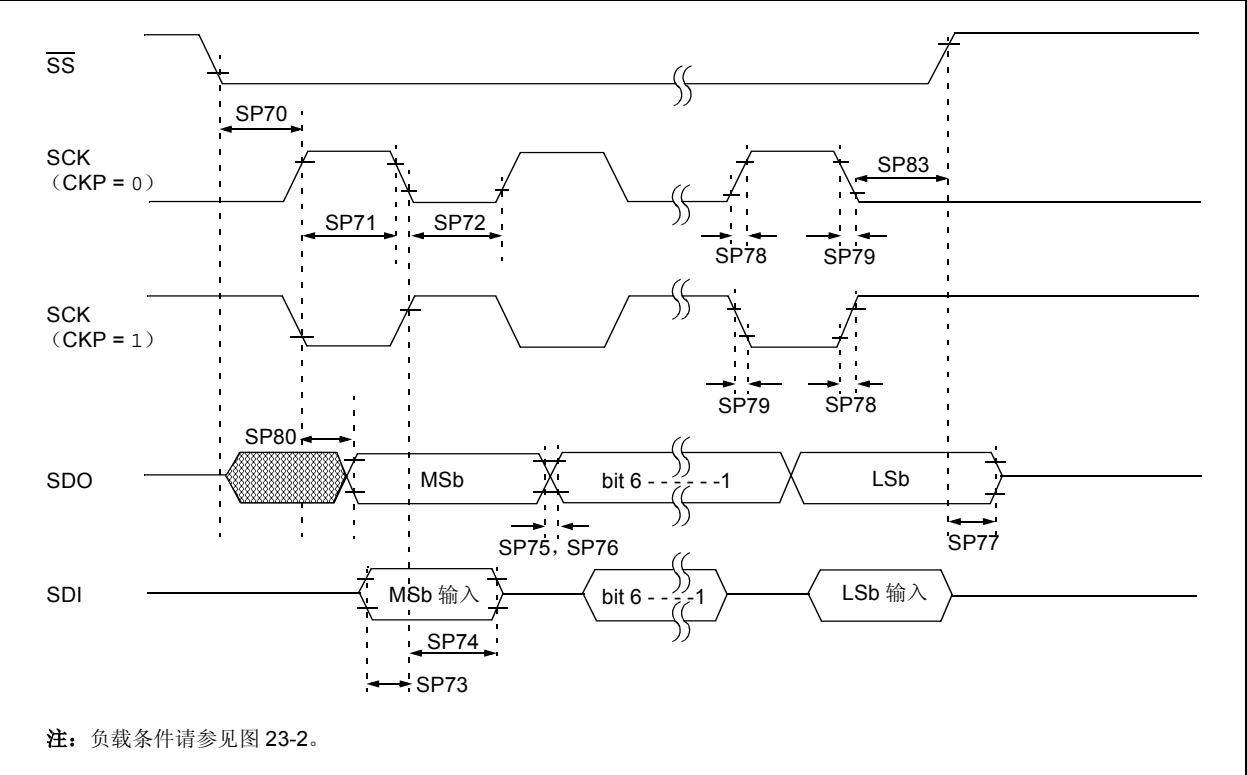 SS
SP70
SCK
（CKP = 0）
SP83
SP71
SP72
SP78
SP79
SCK
（CKP = 1）
SP79
SP78
SP80
SDO
MSb
bit 6 - - - - - - -1
LSb
SP75，SP76
SP77
SDI
MSb 输入
bit 6 - - - - -1
LSb 输入
SP74
SP73
注：负载条件请参见图 23-2。